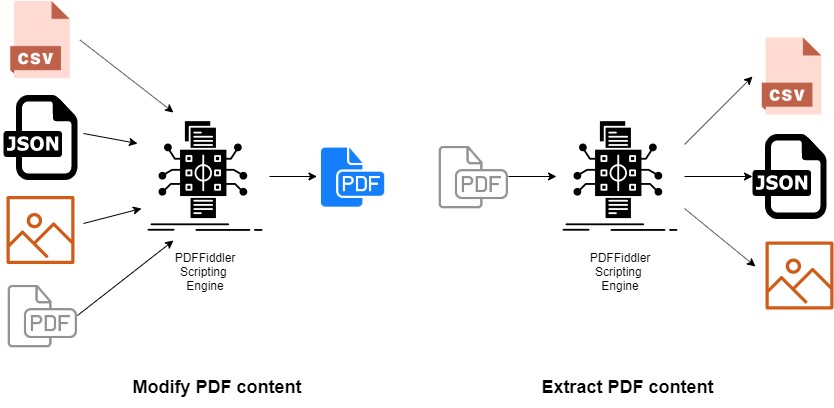 CSV
JSON
PDF
PDF
PDFFiddler
Scripting
Engine
Modify PDF content
PDF
PDFFiddler
Scripting
Engine
CSV
JSON
Extract PDF content